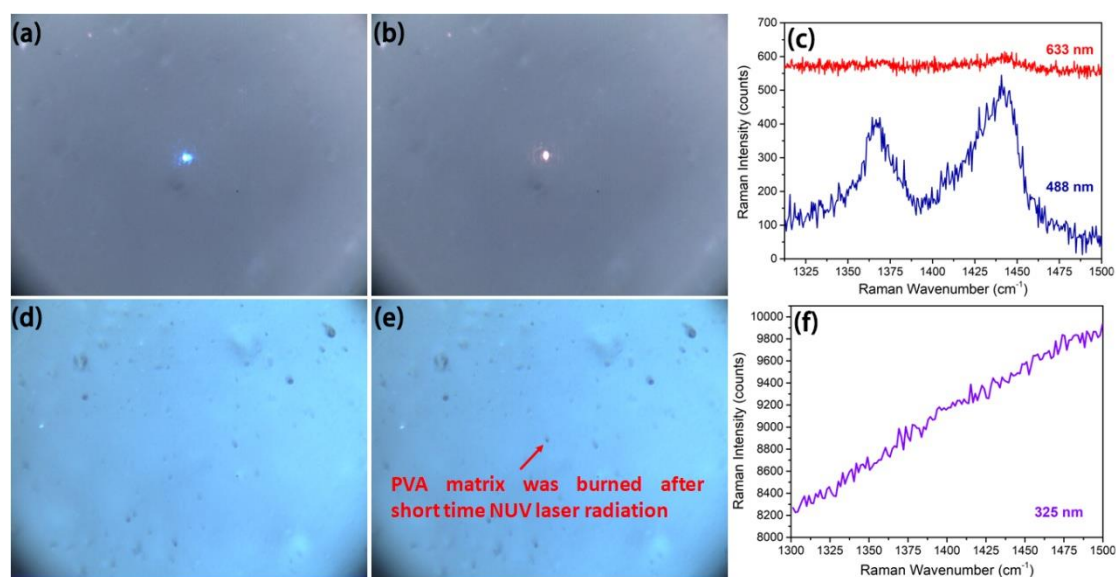 (a)
(b)
(c)
700
600
500
400
300
200
100
0
Raman Intensity (counts)
633 nm
488 nm
1325 1350 1375 1400 1425 1450 1475 1500
Raman Wavenumber (cm⁻¹)
(d)
(e)
PVA matrix was burned after
short time NUV laser radiation
(f)
10000
9800
9600
9400
9200
9000
8800
8600
8400
8200
8000
Raman Intensity (counts)
325 nm
1300 1325 1350 1375 1400 1425 1450 1475 1500
Raman Wavenumber (cm⁻¹)